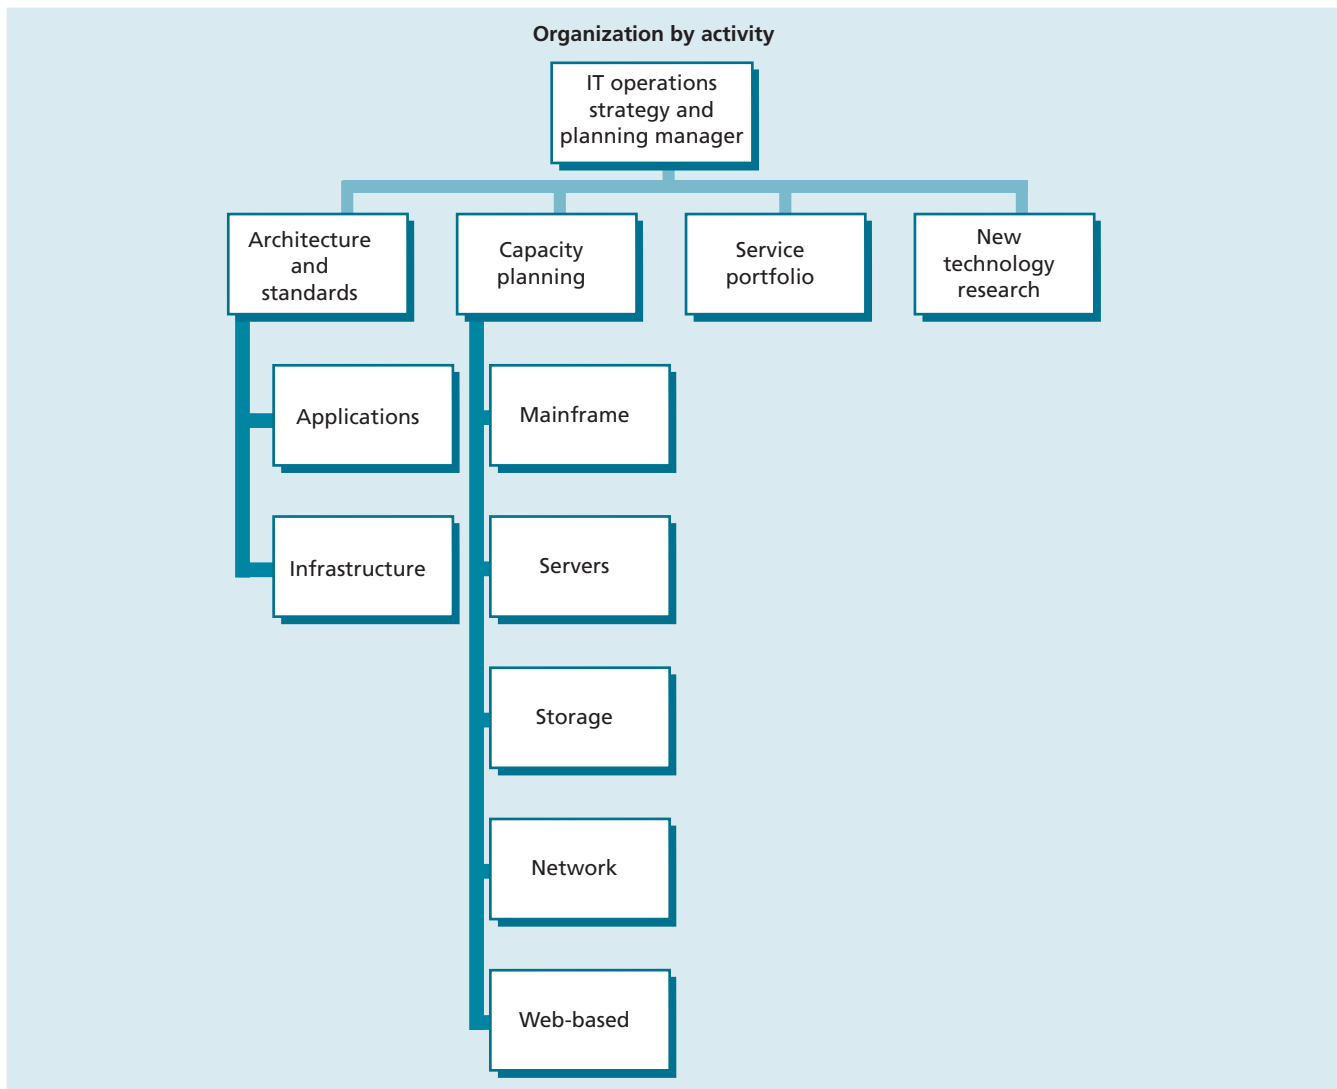 Organization by activity
IT operations
strategy and
planning manager
Architecture
and
standards
Capacity
planning
Service
portfolio
New
technology
research
Applications
Mainframe
Infrastructure
Servers
Storage
Network
Web-based